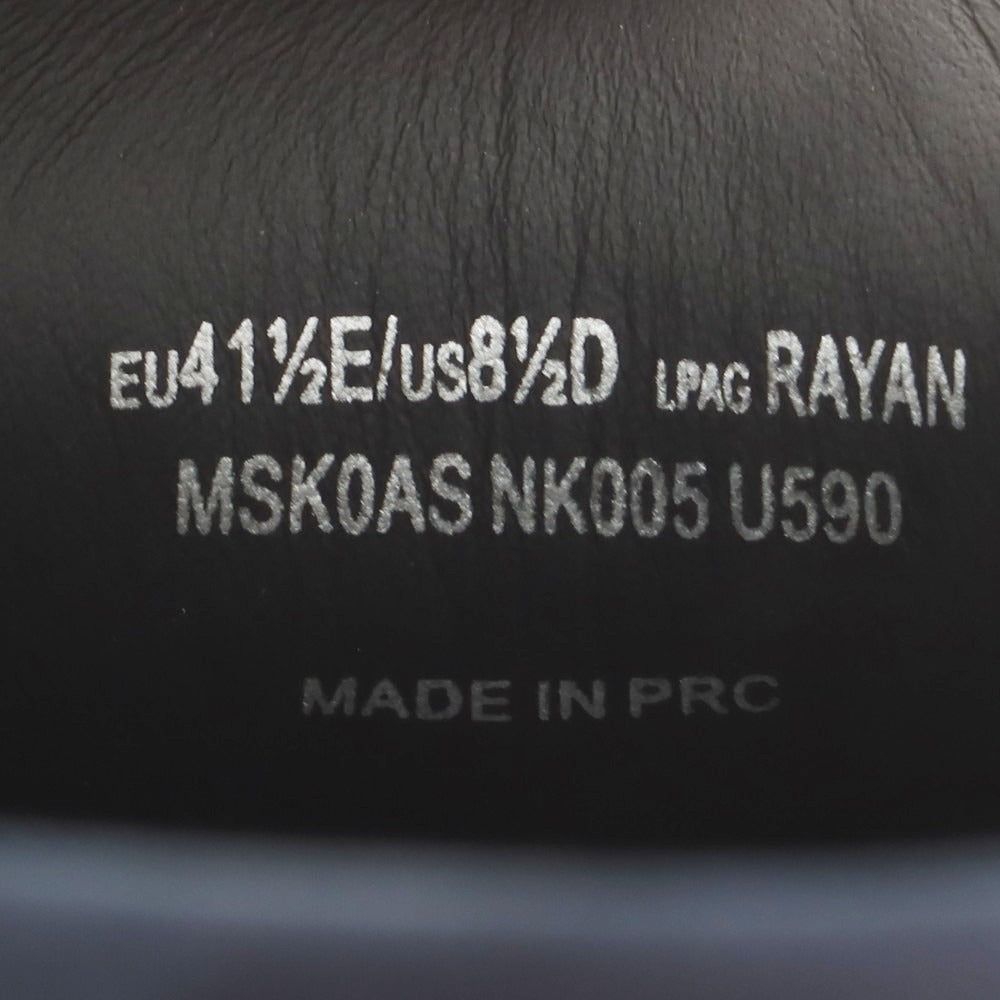 EU41½E/US8½D LPAG RAYAN
MSK0AS NK005 U590
MADE IN PRC